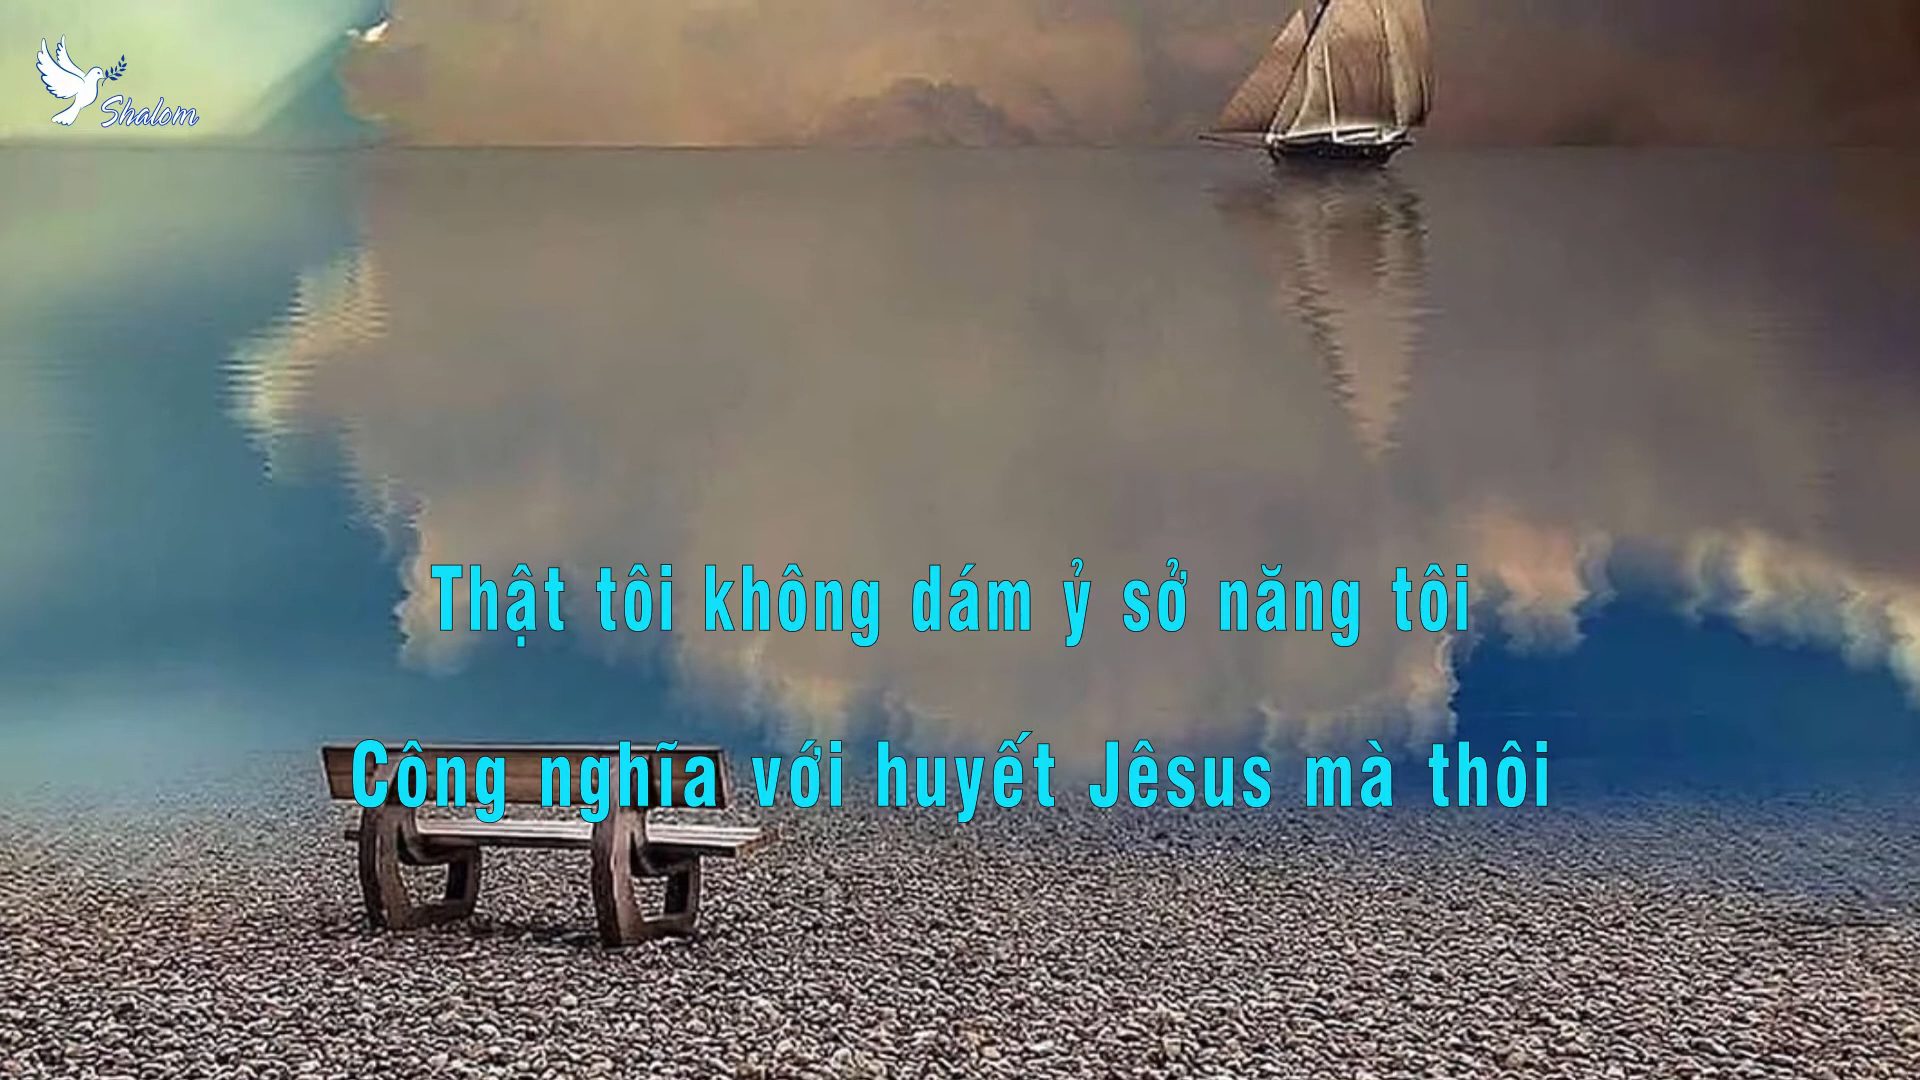 Shalom
Thật tôi không dám ỷ sở năng tôi
Công nghĩa với huyết Jêsus mà thôi